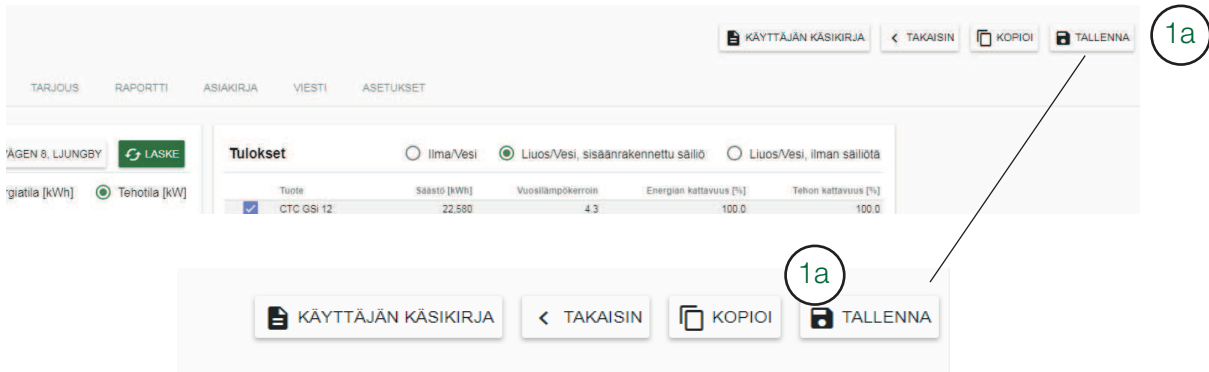 KÄYTTÄJÄN KÄSIKIRJA TAKAISIN KOPIOI TALLENNA 1a
TARJOUS RAPORTTI ASIAKIRJA VIESTI ASETUKSET
VÄGEN 8, LJUNGBY LASKE Tulokset Ilma/Vesi Liuos/Vesi, sisäänrakennettu säiliö Liuos/Vesi, ilman säiliötä
rgiatila [kWh] Tehotila [kW] Tuote Säästö [kWh] Vuosilämpökerroin Energian kattavuus [%] Tehon kattavuus [%]
CTC GSi 12 22,580 4.3 100.0 100.0
1a
KÄYTTÄJÄN KÄSIKIRJA TAKAISIN KOPIOI TALLENNA